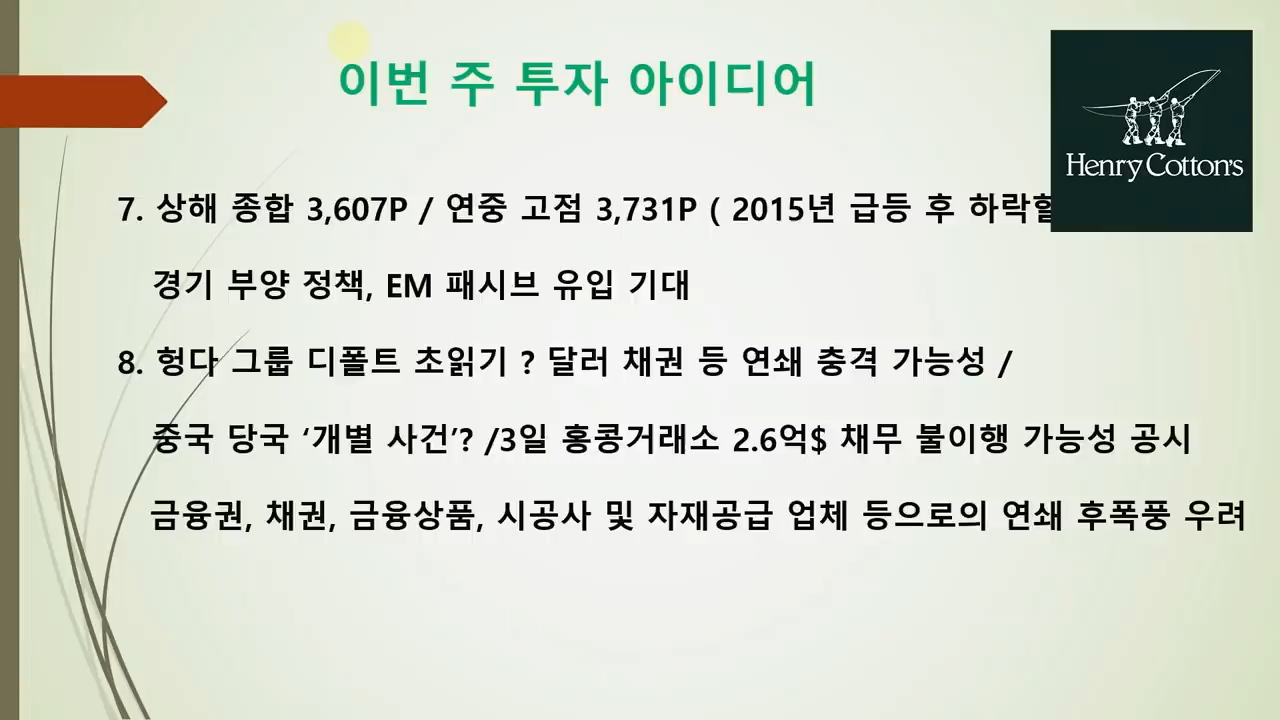 이번 주 투자 아이디어
Henry Cotton's
7. 상해 종합 3,607P / 연중 고점 3,731P ( 2015년 급등 후 하락할
경기 부양 정책, EM 패시브 유입 기대
8. 헝다 그룹 디폴트 초읽기 ? 달러 채권 등 연쇄 충격 가능성 /
중국 당국 ‘개별 사건’? /3일 홍콩거래소 2.6억$ 채무 불이행 가능성 공시
금융권, 채권, 금융상품, 시공사 및 자재공급 업체 등으로의 연쇄 후폭풍 우려